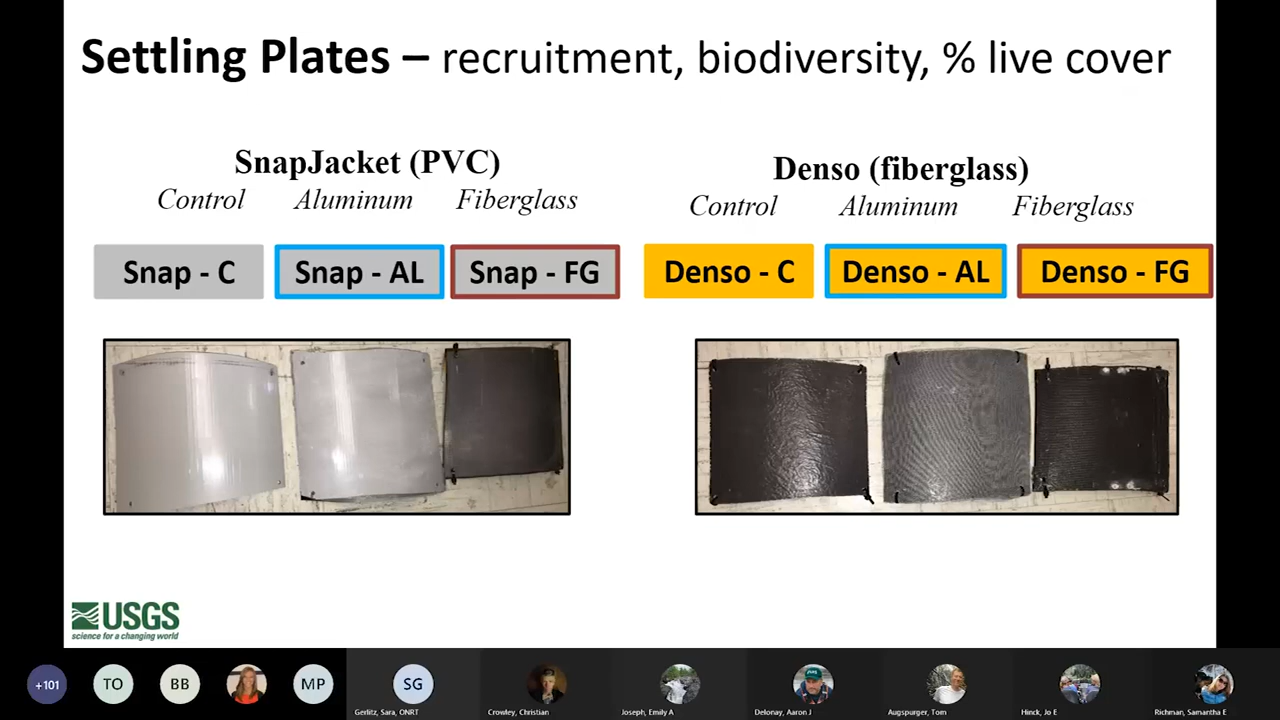 Settling Plates – recruitment, biodiversity, % live cover
SnapJacket (PVC)
Control Aluminum Fiberglass
Snap - C Snap - AL Snap - FG
Denso (fiberglass)
Control Aluminum Fiberglass
Denso - C Denso - AL Denso - FG
USGS
science for a changing world
+101 TO BB MP SG
Gerlitz, Sara, ONRT Crowley, Christian Joseph, Emily A Delonay, Aaron J Augspurger, Tom Hinck, Jo E Richman, Samantha E